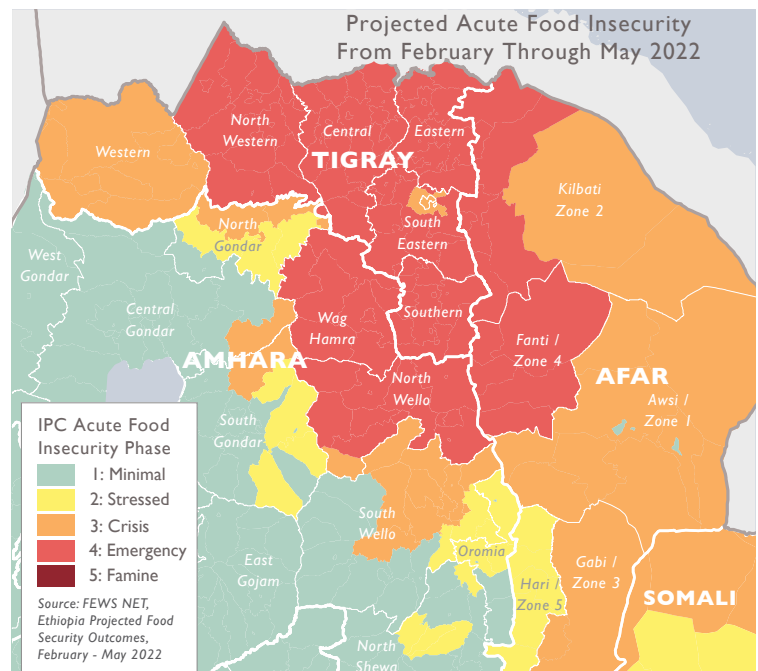 Projected Acute Food Insecurity
From February Through May 2022
North
Western
Central
Eastern
Western
TIGRAY
Kilbati
Zone 2
North
Gondar
South
Eastern
West
Gondar
Central
Gondar
Wag
Hamra
Southern
Fanti /
Zone 4
AMHARA
North
Wello
AFAR
Awsi /
Zone 1
South
Gondar
IPC Acute Food
Insecurity Phase
1: Minimal
2: Stressed
3: Crisis
4: Emergency
5: Famine
Source: FEWS NET,
Ethiopia Projected Food
Security Outcomes,
February - May 2022
South
Wello
Oromia
East
Gojam
Hari /
Zone 5
Gabi /
Zone 3
SOMALI
North
Shewa